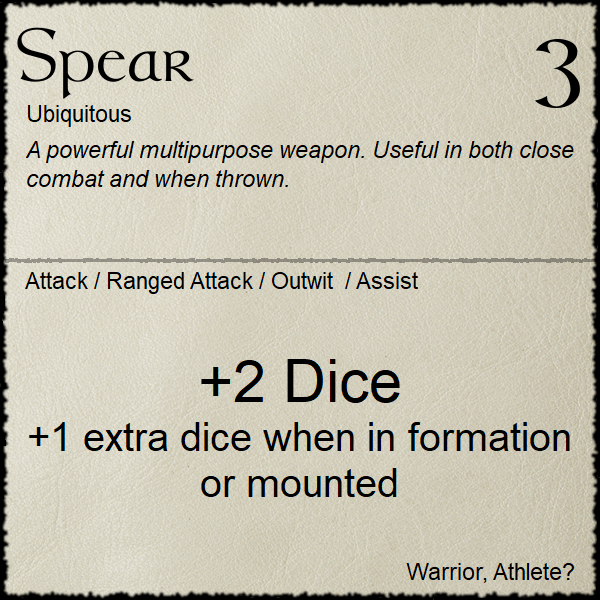 Spear
3
Ubiquitous
A powerful multipurpose weapon. Useful in both close
combat and when thrown.
Attack / Ranged Attack / Outwit  / Assist
+2 Dice
+1 extra dice when in formation
or mounted
Warrior, Athlete?